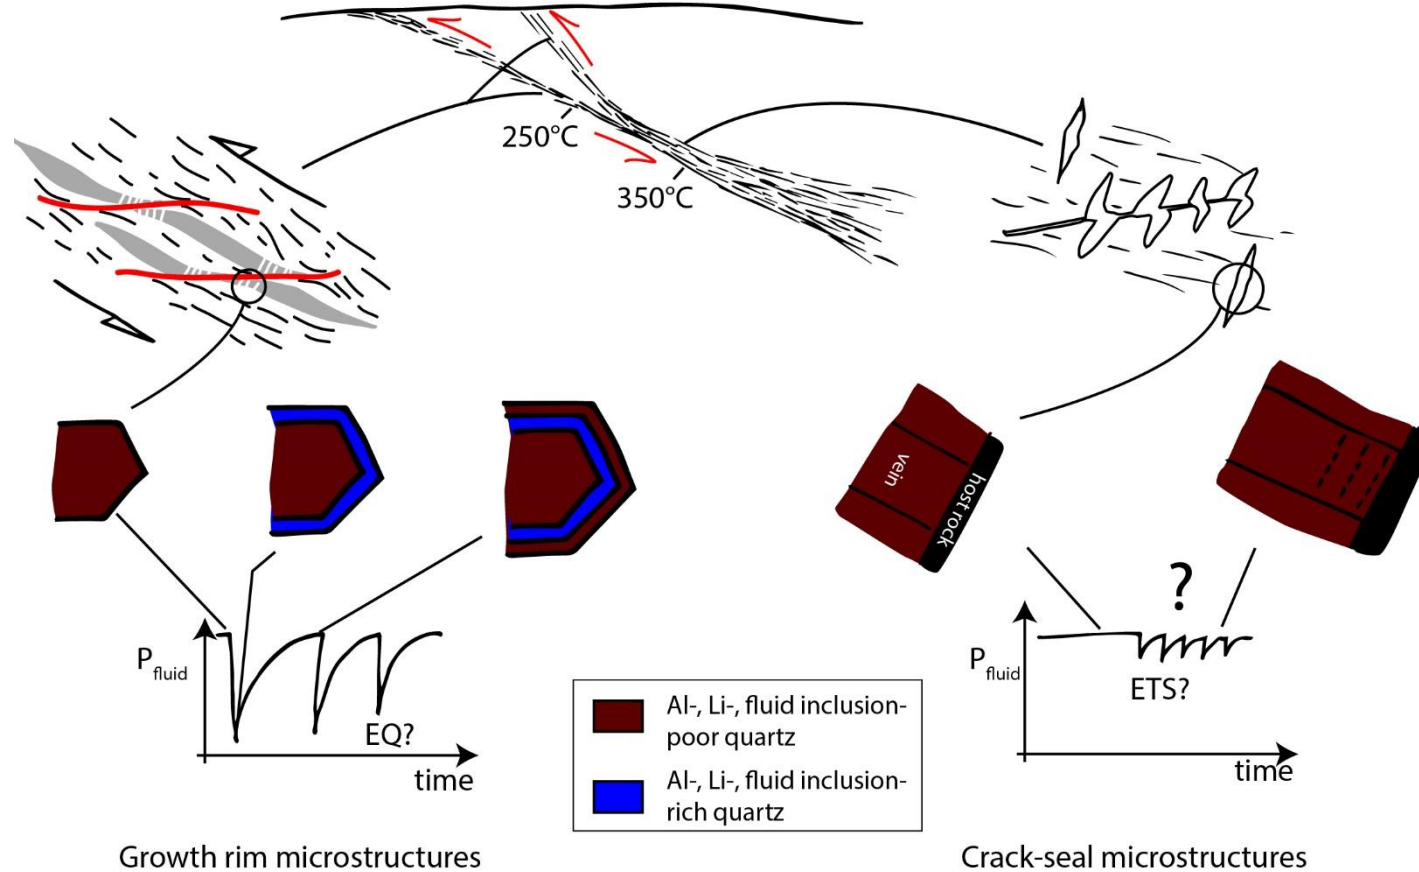 250°C
350°C
vein
host rock
P fluid
EQ?
time
Al-, Li-, fluid inclusion-
poor quartz
Al-, Li-, fluid inclusion-
rich quartz
?
P fluid
ETS?
time
Growth rim microstructures
Crack-seal microstructures